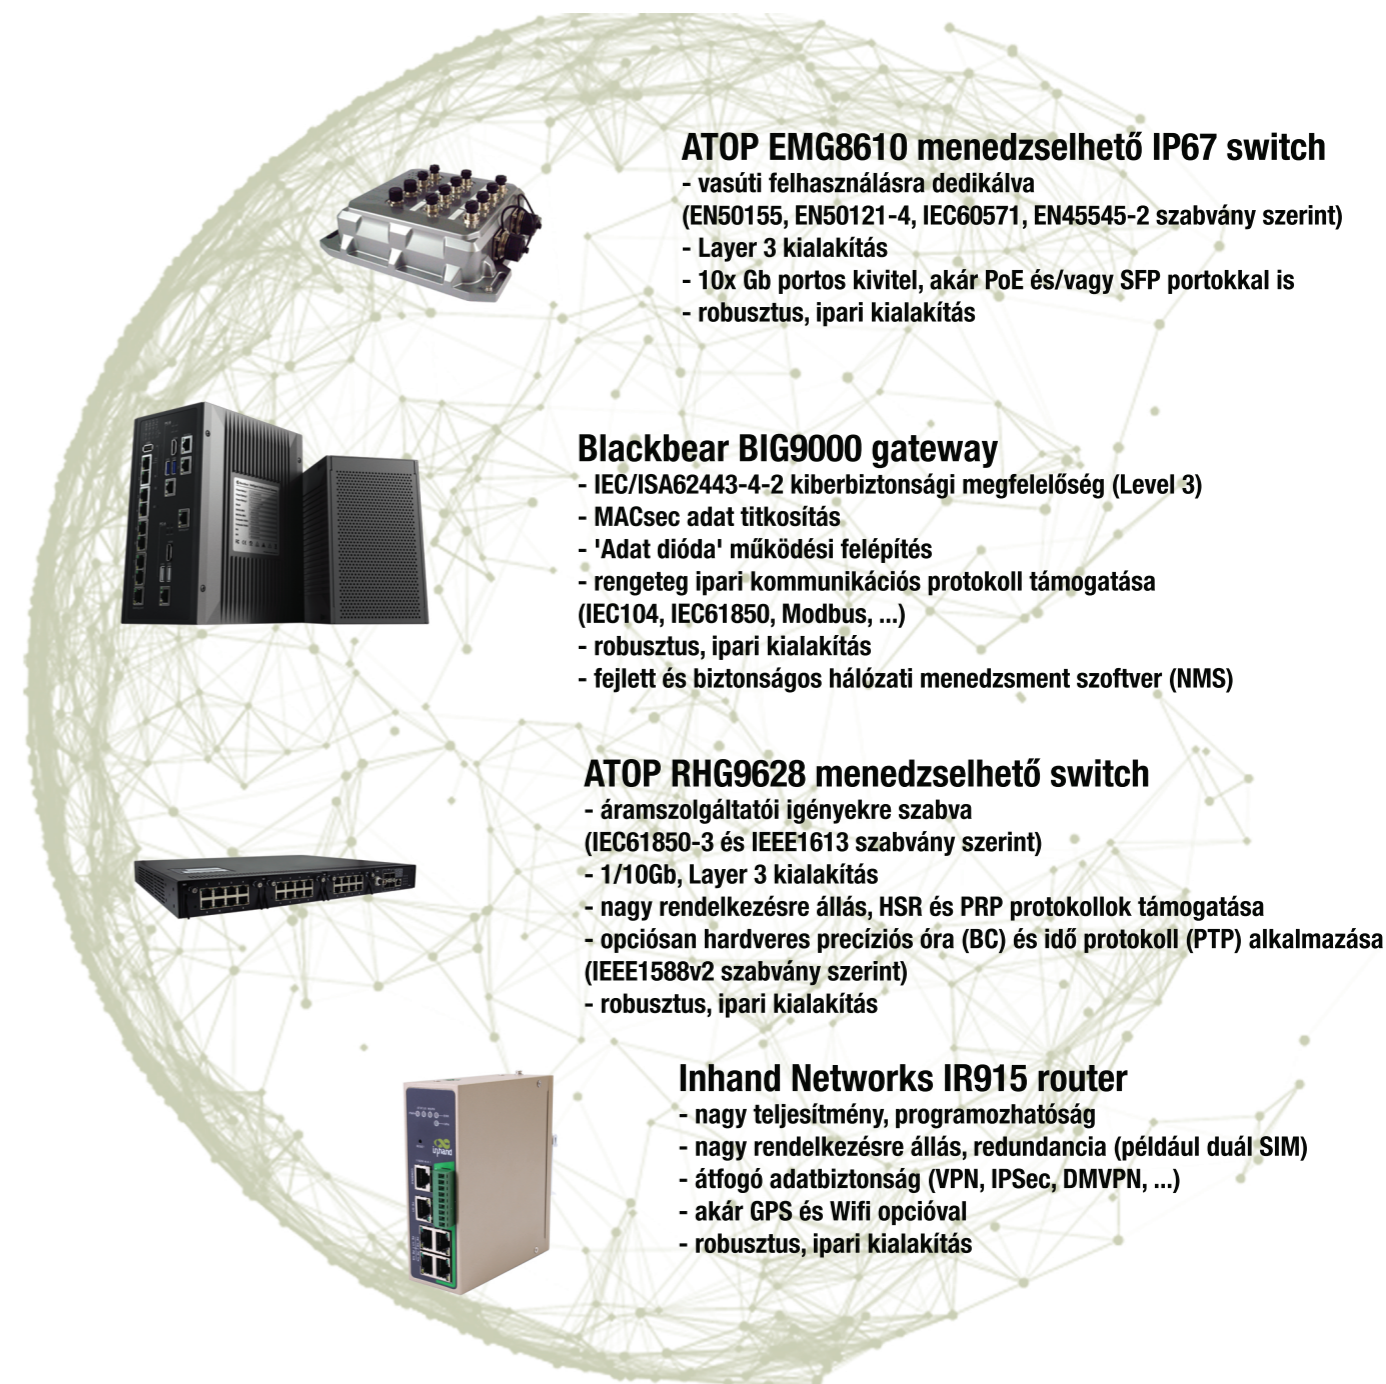 ATOP EMG8610 menedzselhető IP67 switch
- vasúti felhasználásra dedikálva
(EN50155, EN50121-4, IEC60571, EN45545-2 szabvány szerint)
- Layer 3 kialakítás
- 10x Gb portos kivitel, akár PoE és/vagy SFP portokkal is
- robusztus, ipari kialakítás
Blackbear BIG9000 gateway
- IEC/ISA62443-4-2 kiberbiztonsági megfelelőség (Level 3)
- MACsec adat titkosítás
- 'Adat dióda' működési felépítés
- rengeteg ipari kommunikációs protokoll támogatása
(IEC104, IEC61850, Modbus, ...)
- robusztus, ipari kialakítás
- fejlett és biztonságos hálózati menedzsment szoftver (NMS)
ATOP RHG9628 menedzselhető switch
- áramszolgáltatói igényekre szabva
(IEC61850-3 és IEEE1613 szabvány szerint)
- 1/10Gb, Layer 3 kialakítás
- nagy rendelkezésre állás, HSR és PRP protokollok támogatása
- opciósan hardveres precíziós óra (BC) és idő protokoll (PTP) alkalmazása
(IEEE1588v2 szabvány szerint)
- robusztus, ipari kialakítás
Inhand Networks IR915 router
- nagy teljesítmény, programozhatóság
- nagy rendelkezésre állás, redundancia (például duál SIM)
- átfogó adatbiztonság (VPN, IPSec, DMVPN, ...)
- akár GPS és Wifi opcióval
- robusztus, ipari kialakítás
inhand